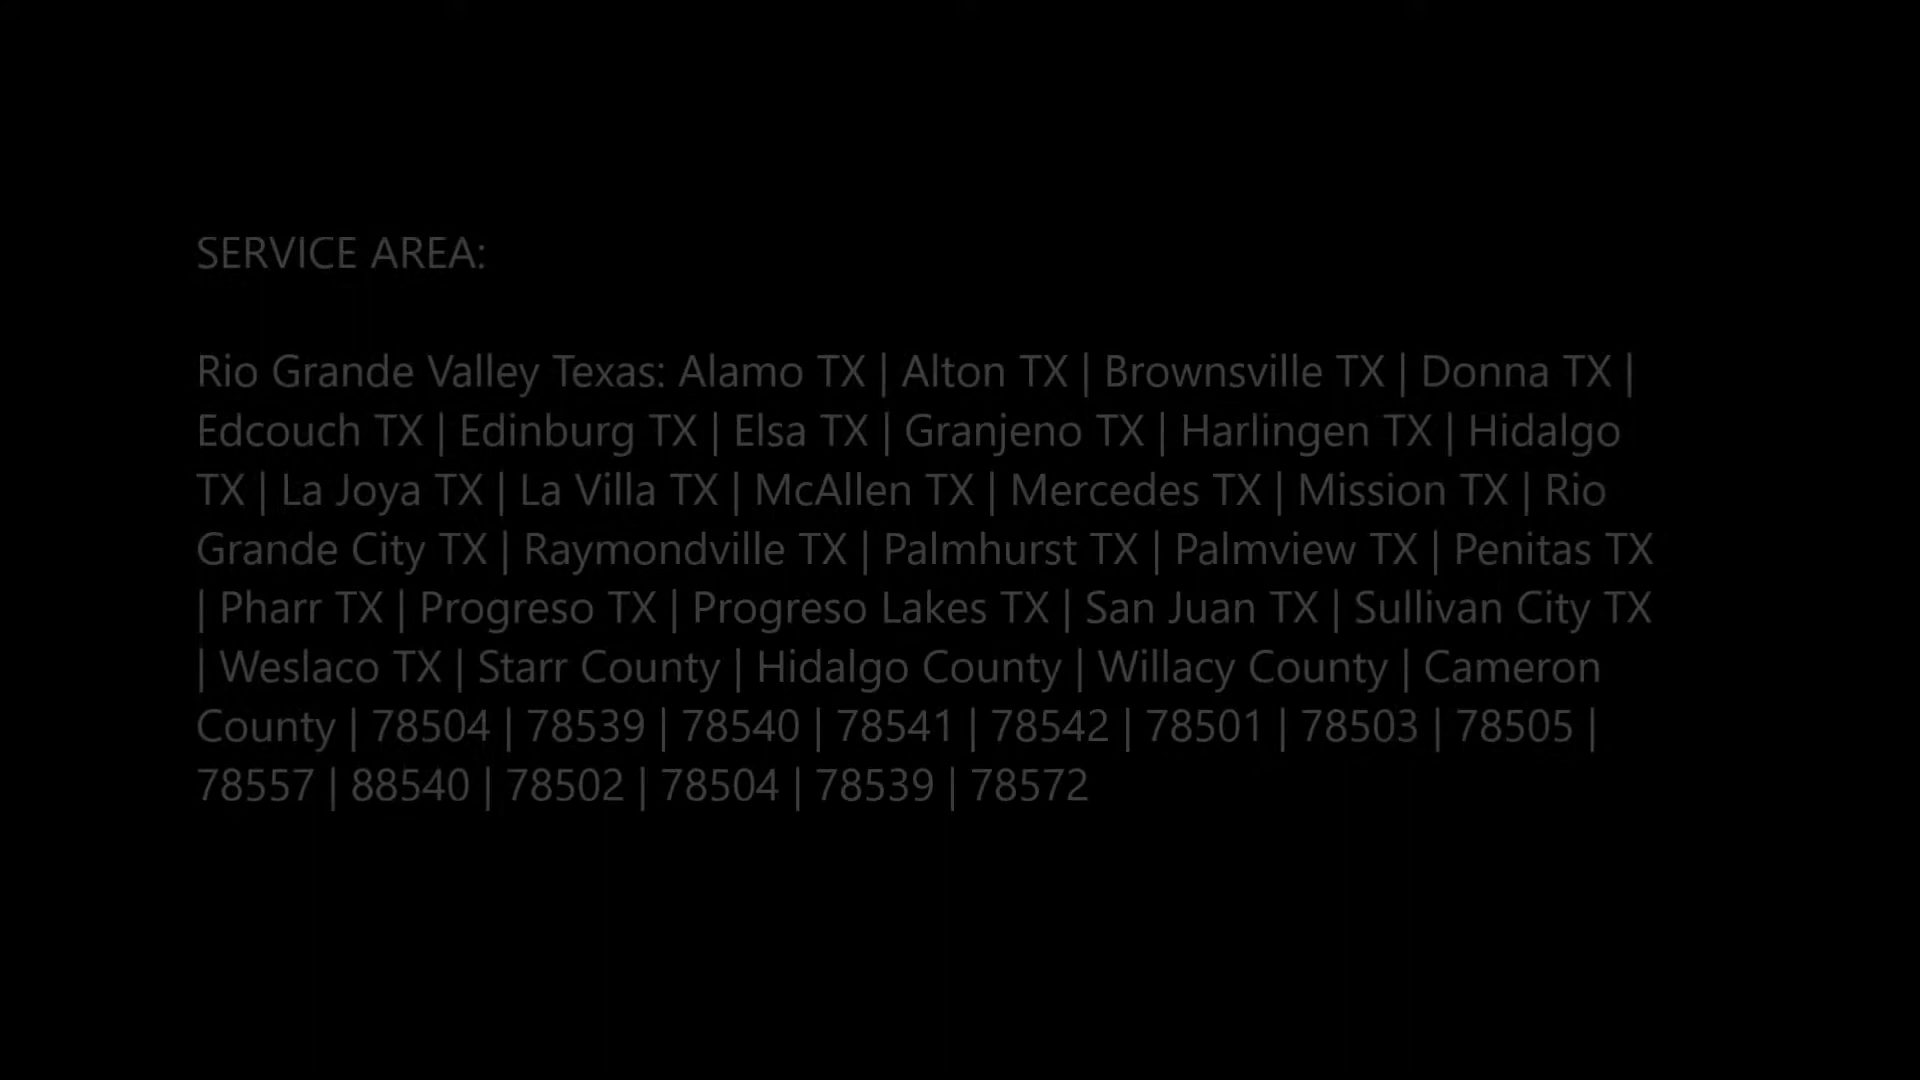 SERVICE AREA:
Rio Grande Valley Texas: Alamo TX | Alton TX | Brownsville TX | Donna TX |
Edcouch TX | Edinburg TX | Elsa TX | Granjeno TX | Harlingen TX | Hidalgo
TX | La Joya TX | La Villa TX | McAllen TX | Mercedes TX | Mission TX | Rio
Grande City TX | Raymondville TX | Palmhurst TX | Palmview TX | Penitas TX
| Pharr TX | Progreso TX | Progreso Lakes TX | San Juan TX | Sullivan City TX
| Weslaco TX | Starr County | Hidalgo County | Willacy County | Cameron
County | 78504 | 78539 | 78540 | 78541 | 78542 | 78501 | 78503 | 78505 |
78557 | 88540 | 78502 | 78504 | 78539 | 78572